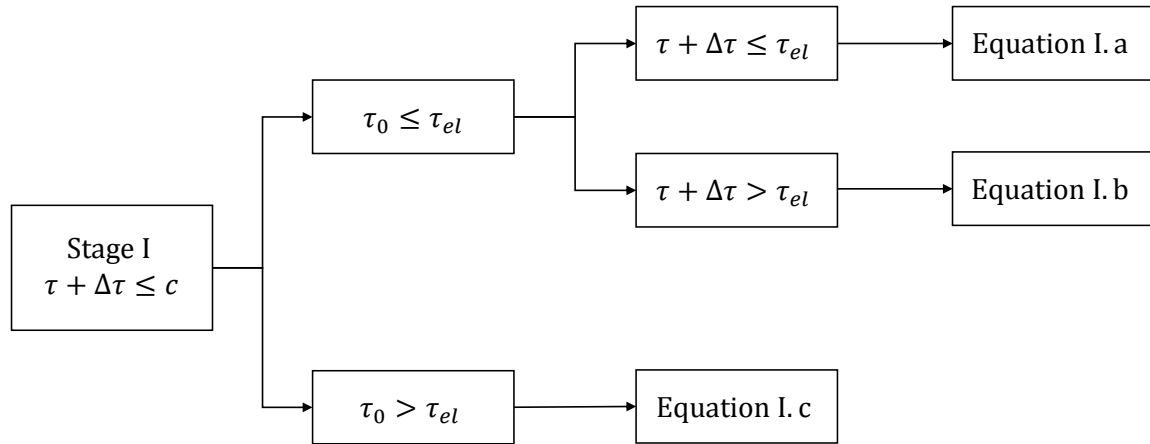 τ + Δτ ≤ τ_el
Equation I. a
τ₀ ≤ τ_el
τ + Δτ > τ_el
Equation I. b
Stage I
τ + Δτ ≤ c
τ₀ > τ_el
Equation I. c